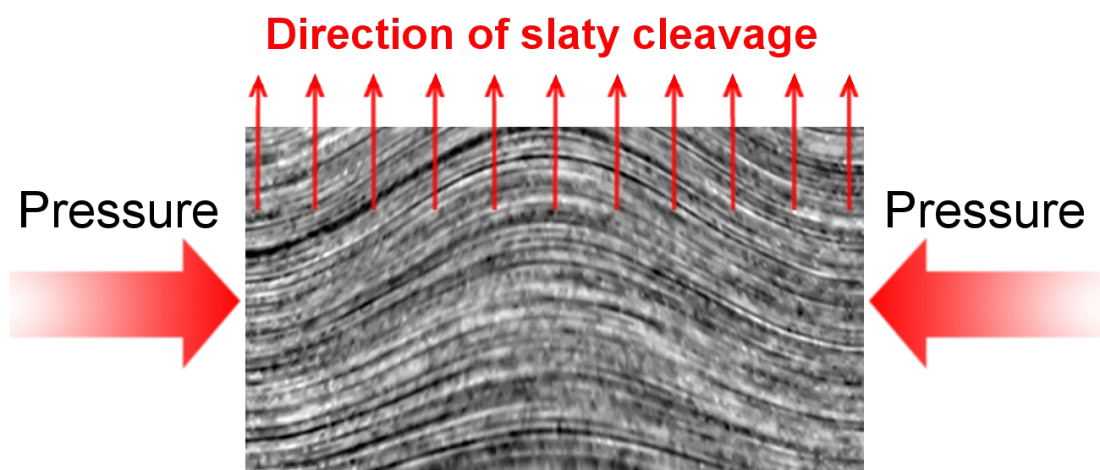 Direction of slaty cleavage
Pressure
Pressure